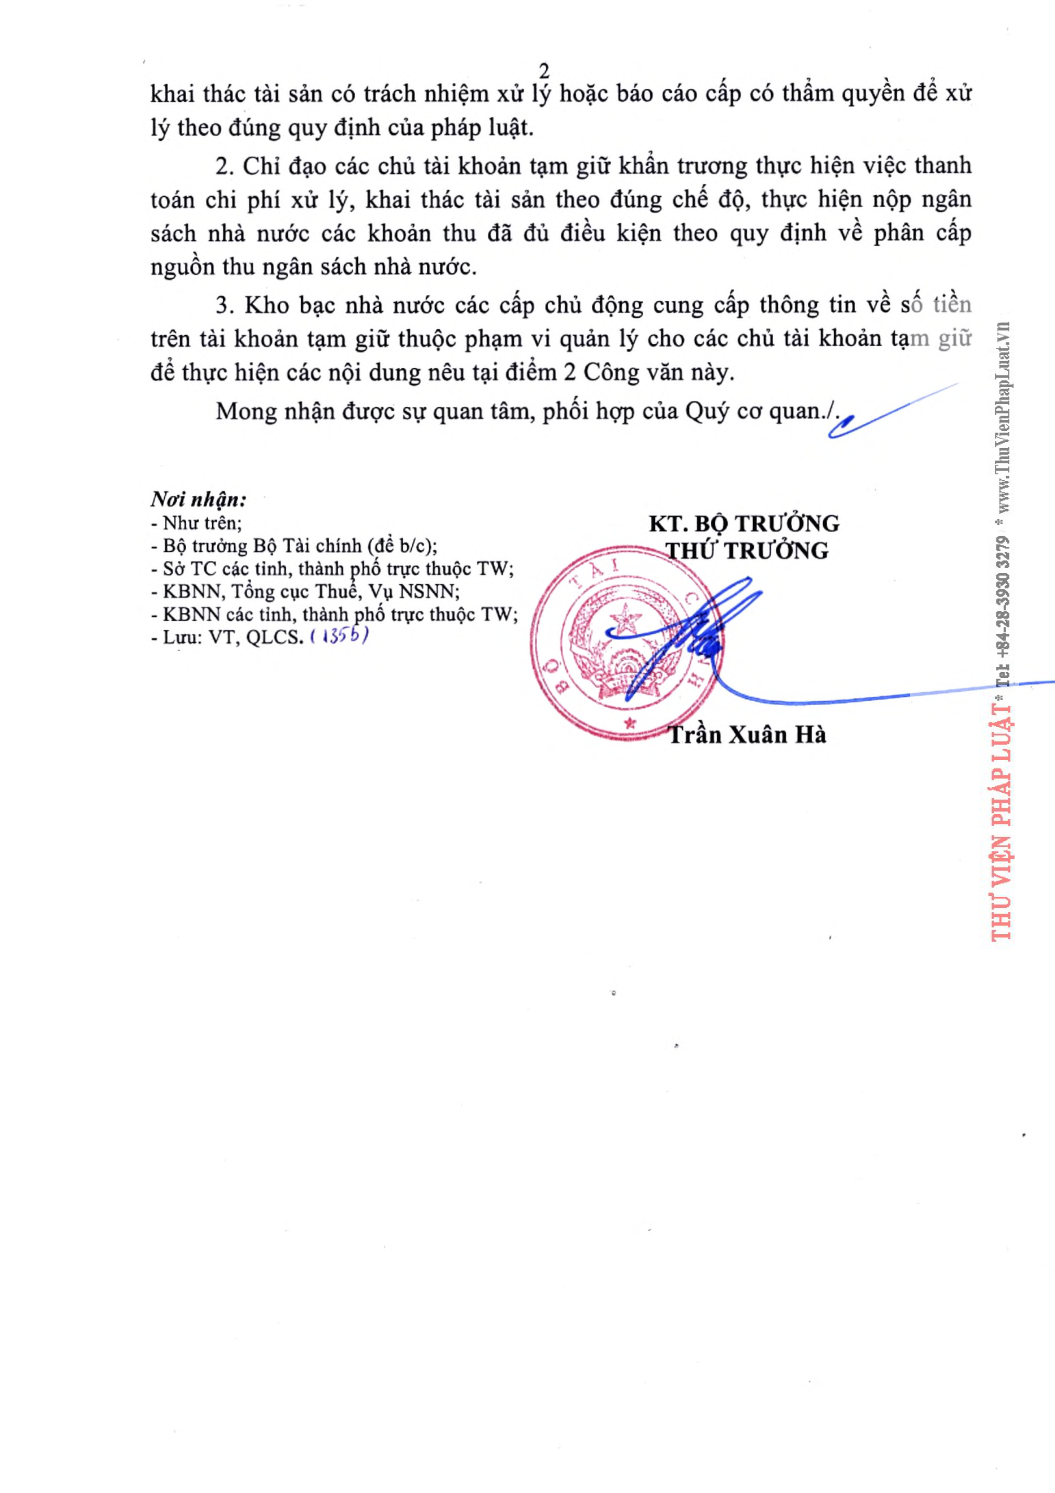 2
khai thác tài sản có trách nhiệm xử lý hoặc báo cáo cấp có thẩm quyền để xử
lý theo đúng quy định của pháp luật.
2. Chỉ đạo các chủ tài khoản tạm giữ khẩn trương thực hiện việc thanh
toán chi phí xử lý, khai thác tài sản theo đúng chế độ, thực hiện nộp ngân
sách nhà nước các khoản thu đã đủ điều kiện theo quy định về phân cấp
nguồn thu ngân sách nhà nước.
3. Kho bạc nhà nước các cấp chủ động cung cấp thông tin về số tiền
trên tài khoản tạm giữ thuộc phạm vi quản lý cho các chủ tài khoản tạm giữ
để thực hiện các nội dung nêu tại điểm 2 Công văn này.
Mong nhận được sự quan tâm, phối hợp của Quý cơ quan./.
Nơi nhận:
- Như trên;
- Bộ trưởng Bộ Tài chính (để b/c);
- Sở TC các tỉnh, thành phố trực thuộc TW;
- KBNN, Tổng cục Thuế, Vụ NSNN;
- KBNN các tỉnh, thành phố trực thuộc TW;
- Lưu: VT, QLCS. (135b)
KT. BỘ TRƯỞNG
THỨ TRƯỞNG
BỘ TÀI C NH
Trần Xuân Hà
THƯ VIỆN PHÁP LUẬT * Tel: +84-28-3930 3279 * www.ThuVienPhapLuat.vn